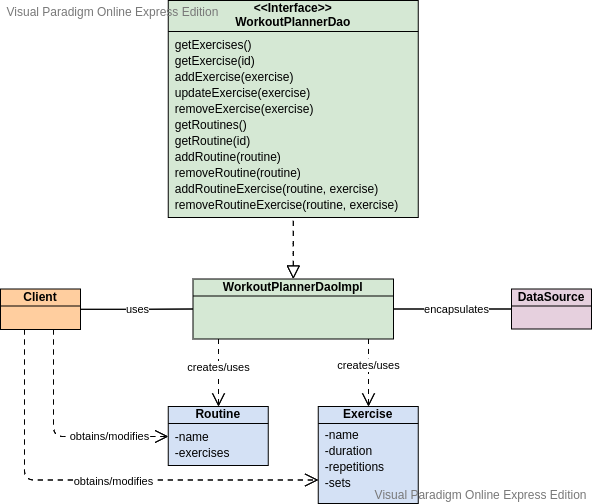 Visual Paradigm Online Express Edition
<<Interface>>
WorkoutPlannerDao
getExercises()
getExercise(id)
addExercise(exercise)
updateExercise(exercise)
removeExercise(exercise)
getRoutines()
getRoutine(id)
addRoutine(routine)
removeRoutine(routine)
addRoutineExercise(routine, exercise)
removeRoutineExercise(routine, exercise)
Client
uses
WorkoutPlannerDaoImpl
encapsulates
DataSource
creates/uses
creates/uses
Routine
-name
-exercises
Exercise
-name
-duration
-repetitions
-sets
obtains/modifies
obtains/modifies
Visual Paradigm Online Express Edition